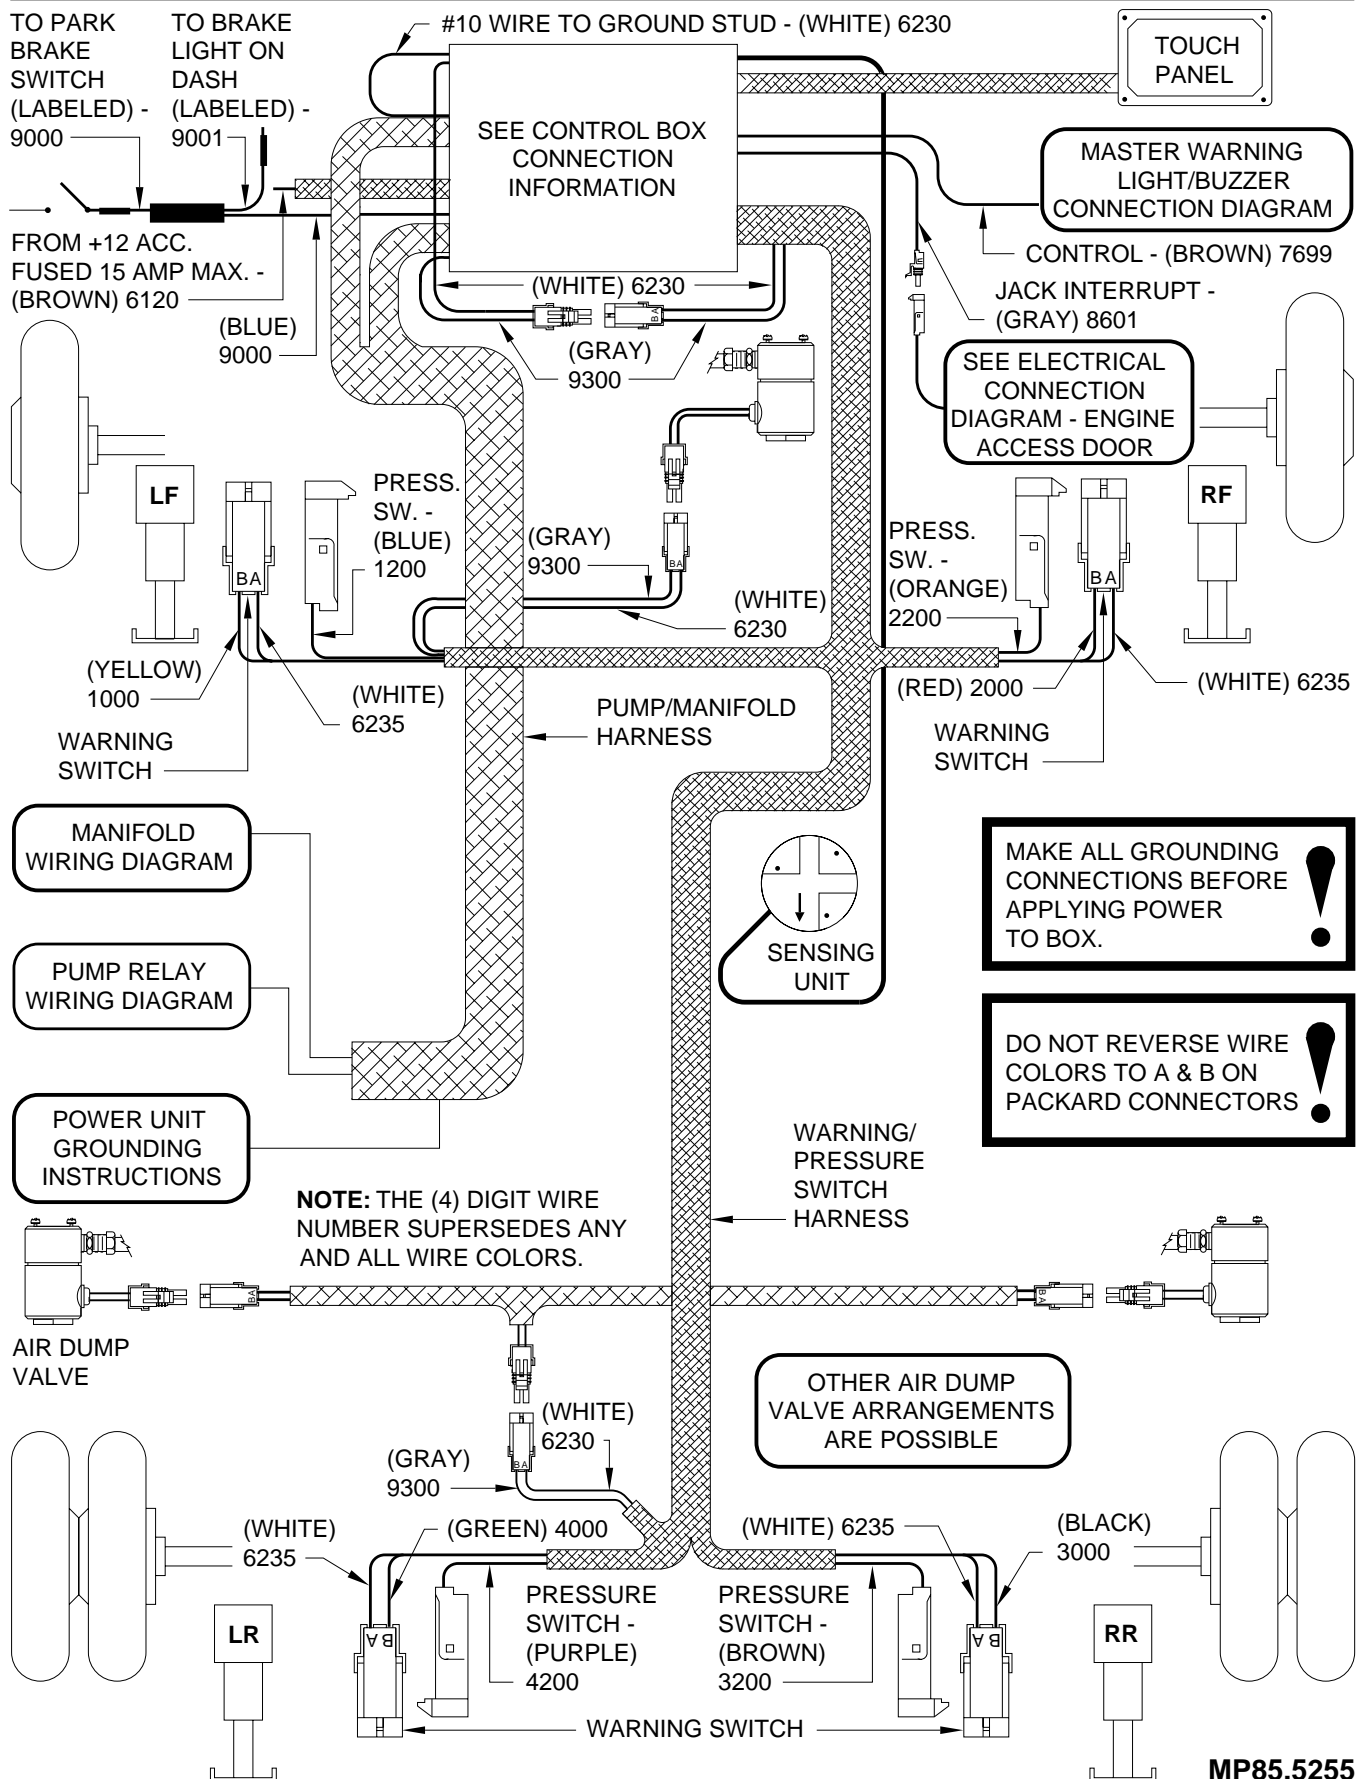 TO PARK
BRAKE
SWITCH
(LABELED) -
9000
TO BRAKE
LIGHT ON
DASH
(LABELED) -
9001
#10 WIRE TO GROUND STUD - (WHITE) 6230
TOUCH
PANEL
SEE CONTROL BOX
CONNECTION
INFORMATION
MASTER WARNING
LIGHT/BUZZER
CONNECTION DIAGRAM
FROM +12 ACC.
FUSED 15 AMP MAX. -
(BROWN) 6120
CONTROL - (BROWN) 7699
(WHITE) 6230
JACK INTERRUPT -
(GRAY) 8601
(BLUE)
9000
B A
(GRAY)
9300
SEE ELECTRICAL
CONNECTION
DIAGRAM - ENGINE
ACCESS DOOR
LF
PRESS.
SW. -
(BLUE)
1200
RF
(GRAY)
9300
PRESS.
SW. -
(ORANGE)
2200
B A
B A
B A
(WHITE)
6230
(YELLOW)
1000
(WHITE)
6235
(RED) 2000
(WHITE) 6235
PUMP/MANIFOLD
HARNESS
WARNING
SWITCH
WARNING
SWITCH
MANIFOLD
WIRING DIAGRAM
MAKE ALL GROUNDING
CONNECTIONS BEFORE
APPLYING POWER
TO BOX.
!
SENSING
UNIT
PUMP RELAY
WIRING DIAGRAM
DO NOT REVERSE WIRE
COLORS TO A & B ON
PACKARD CONNECTORS
!
POWER UNIT
GROUNDING
INSTRUCTIONS
WARNING/
PRESSURE
SWITCH
HARNESS
NOTE: THE (4) DIGIT WIRE
NUMBER SUPERSEDES ANY
AND ALL WIRE COLORS.
B A
B A
AIR DUMP
VALVE
OTHER AIR DUMP
VALVE ARRANGEMENTS
ARE POSSIBLE
(WHITE)
6230
(GRAY)
9300
B A
(WHITE)
6235
(GREEN) 4000
(WHITE) 6235
(BLACK)
3000
PRESSURE
SWITCH -
(PURPLE)
4200
PRESSURE
SWITCH -
(BROWN)
3200
LR
B A
B A
RR
WARNING SWITCH
MP85.5255